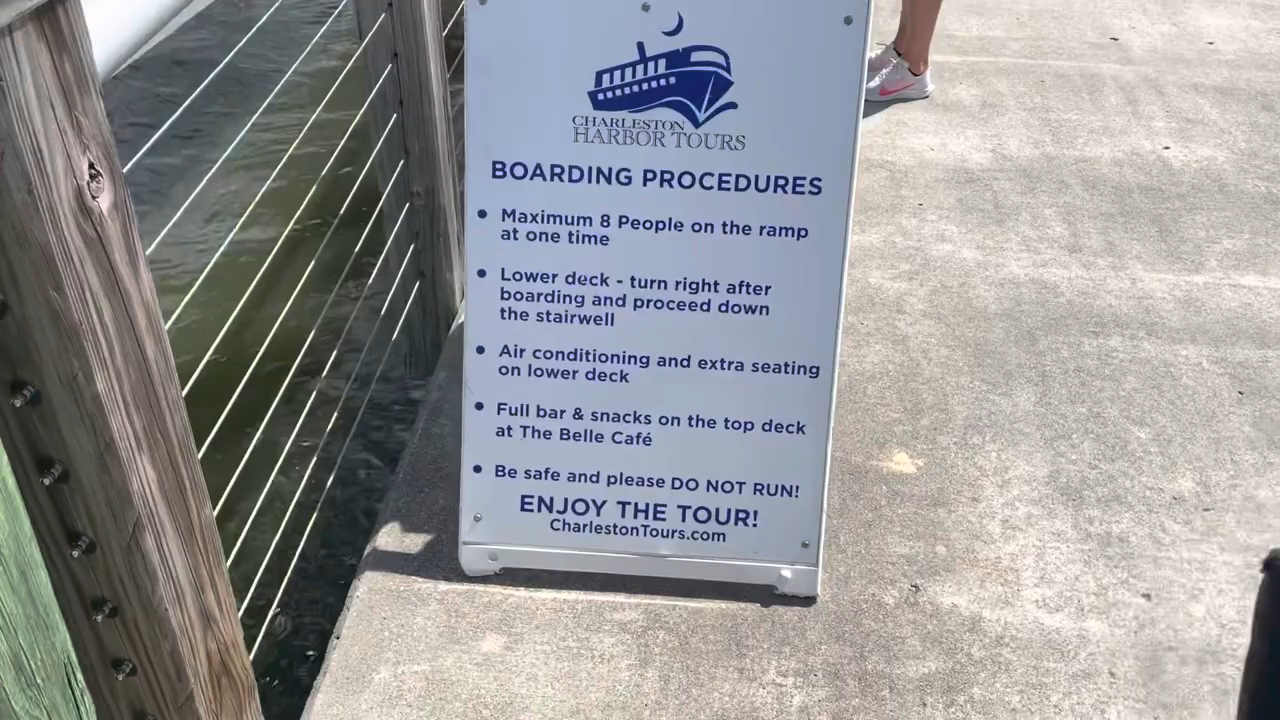 CHARLESTON
HARBOR TOURS
BOARDING PROCEDURES
• Maximum 8 People on the ramp
at one time
• Lower deck - turn right after
boarding and proceed down
the stairwell
• Air conditioning and extra seating
on lower deck
• Full bar & snacks on the top deck
at The Belle Café
• Be safe and please DO NOT RUN!
ENJOY THE TOUR!
CharlestonTours.com